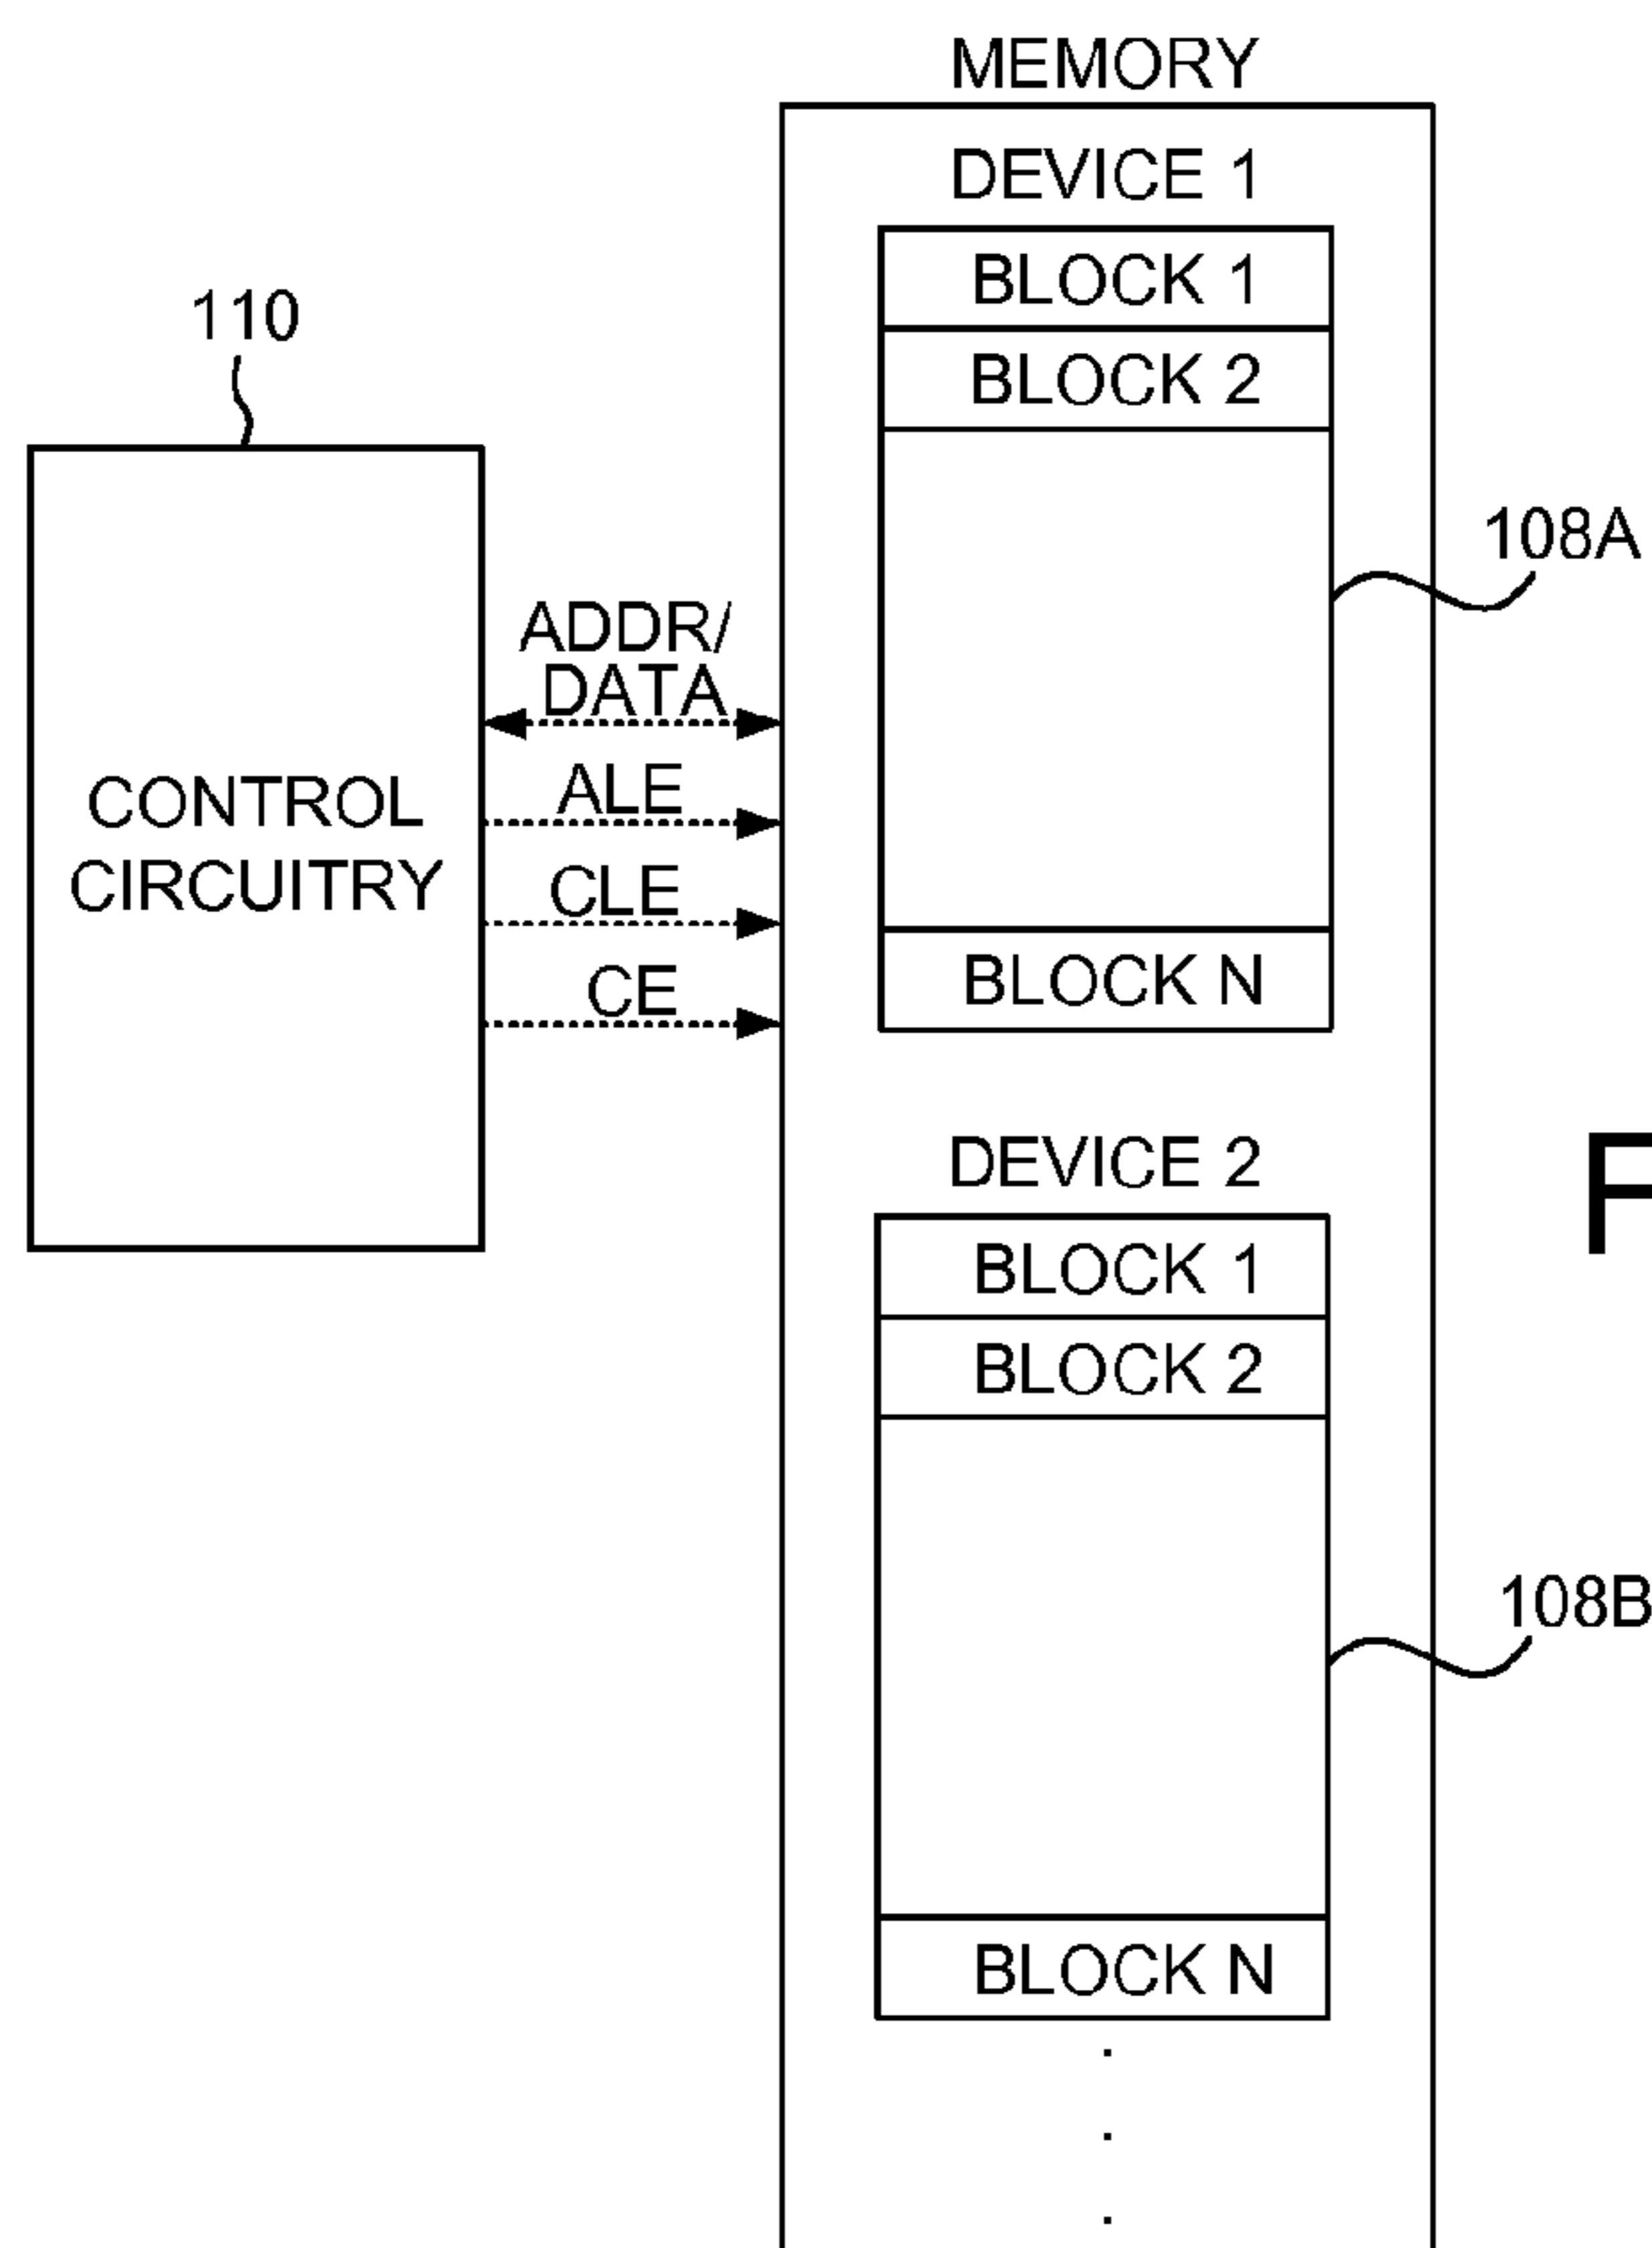 MEMORY
DEVICE 1
BLOCK 1
110
BLOCK 2
108A
ADDR/
DATA
ALE
CONTROL
CIRCUITRY
CLE
CE
BLOCK N
DEVICE 2
F
BLOCK 1
BLOCK 2
108B
BLOCK N